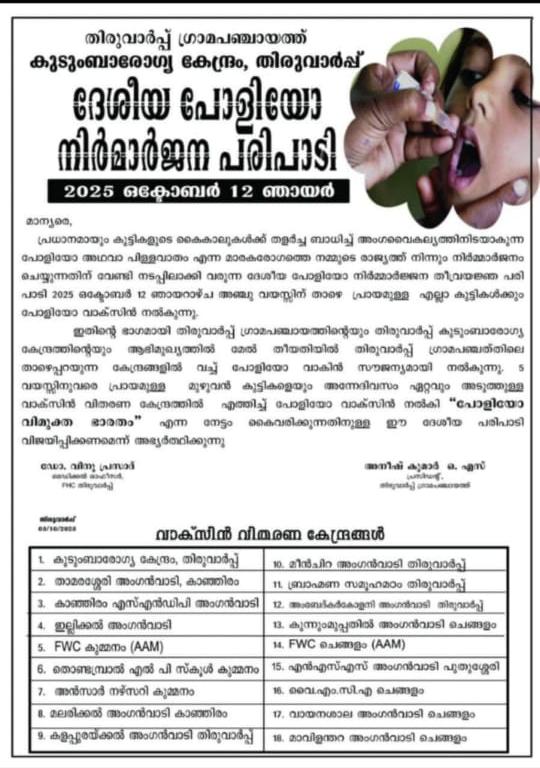 തിരുവാർപ്പ് ഗ്രാമപഞ്ചായത്ത്
കുടുംബാരോഗ്യ കേന്ദ്രം, തിരുവാർപ്പ്
ദേശീയ പോളിയോ
നിർമാർജന പരിപാടി
2025 ഒക്ടോബർ 12 ഞായർ
മാന്യരെ,
പ്രധാനമായും കുട്ടികളുടെ കൈകാലുകൾക്ക് തളർച്ച ബാധിച്ച് അംഗവൈകല്യത്തിനിടയാകുന്ന
പോളിയോ അഥവാ പിള്ളവാതം എന്ന മാരകരോഗത്തെ നമ്മുടെ രാജ്യത്ത് നിന്നും നിർമ്മാർജനം
ചെയ്യുന്നതിന് വേണ്ടി നടപ്പിലാക്കി വരുന്ന ദേശീയ പോളിയോ നിർമ്മാർജ്ജന തീവ്രയജ്ഞ പരി
പാടി 2025 ഒക്ടോബർ 12 ഞായറാഴ്ച അഞ്ചു വയസ്സിന് താഴെ പ്രായമുള്ള എല്ലാ കുട്ടികൾക്കും
പോളിയോ വാക്സിൻ നൽകുന്നു.
ഇതിന്റെ ഭാഗമായി തിരുവാർപ്പ് ഗ്രാമപഞ്ചായത്തിന്റെയും തിരുവാർപ്പ് കുടുംബാരോഗ്യ
കേന്ദ്രത്തിന്റെയും ആഭിമുഖ്യത്തിൽ മേൽ തീയതിയിൽ തിരുവാർപ്പ് ഗ്രാമപഞ്ചത്തിലെ
താഴെപ്പറയുന്ന കേന്ദ്രങ്ങളിൽ വച്ച് പോളിയോ വാകിൻ സൗജന്യമായി നൽകുന്നു. 5
വയസ്സിനുവരെ പ്രായമുള്ള മുഴുവൻ കുട്ടികളെയും അന്നേദിവസം ഏറ്റവും അടുത്തുള്ള
വാക്സിൻ വിതരണ കേന്ദ്രത്തിൽ എത്തിച്ച് പോളിയോ വാക്സിൻ നൽകി “പോളിയോ
വിമുക്ത ഭാരതം” എന്ന നേട്ടം കൈവരിക്കുന്നതിനുള്ള ഈ ദേശീയ പരിപാടി
വിജയിപ്പിക്കണമെന്ന് അഭ്യർത്ഥിക്കുന്നു
ഡോ. വിനു പ്രസാദ്
മെഡിക്കൽ ഓഫീസർ,
FHC തിരുവാർപ്പ്
അനീഷ് കുമാർ ഒ. എസ്
പ്രസിഡന്റ്,
തിരുവാർപ്പ് ഗ്രാമപഞ്ചായത്ത്
തിരുവാർപ്പ്
03/10/2025
വാക്സിൻ വിതരണ കേന്ദ്രങ്ങൾ
1. കുടുംബാരോഗ്യ കേന്ദ്രം, തിരുവാർപ്പ്
2. താമരശ്ശേരി അംഗൻവാടി, കാഞ്ഞിരം
3. കാഞ്ഞിരം എസ്എൻഡിപി അംഗൻവാടി
4. ഇല്ലിക്കൽ അംഗൻവാടി
5. FWC കുമ്മനം (AAM)
6. തൊണ്ടമ്പ്രാൽ എൽ പി സ്കൂൾ കുമ്മനം
7. അൻസാർ നഴ്സറി കുമ്മനം
8. മലരിക്കൽ അംഗൻവാടി കാഞ്ഞിരം
9. കളപ്പുരയ്ക്കൽ അംഗൻവാടി തിരുവാർപ്പ്
10. മീൻചിറ അംഗൻവാടി തിരുവാർപ്പ്
11. ബ്രാഹ്മണ സമൂഹമഠം തിരുവാർപ്പ്
12. അംബേദ്കർകോളനി അംഗൻവാടി തിരുവാർപ്പ്
13. കുന്നുംമുപ്പതിൽ അംഗൻവാടി ചെങ്ങളം
14. FWC ചെങ്ങളം (AAM)
15. എൻഎസ്എസ് അംഗൻവാടി പുതുശ്ശേരി
16. വൈ.എം.സി.എ ചെങ്ങളം
17. വായനശാല അംഗൻവാടി ചെങ്ങളം
18. മാവിളന്തറ അംഗൻവാടി ചെങ്ങളം